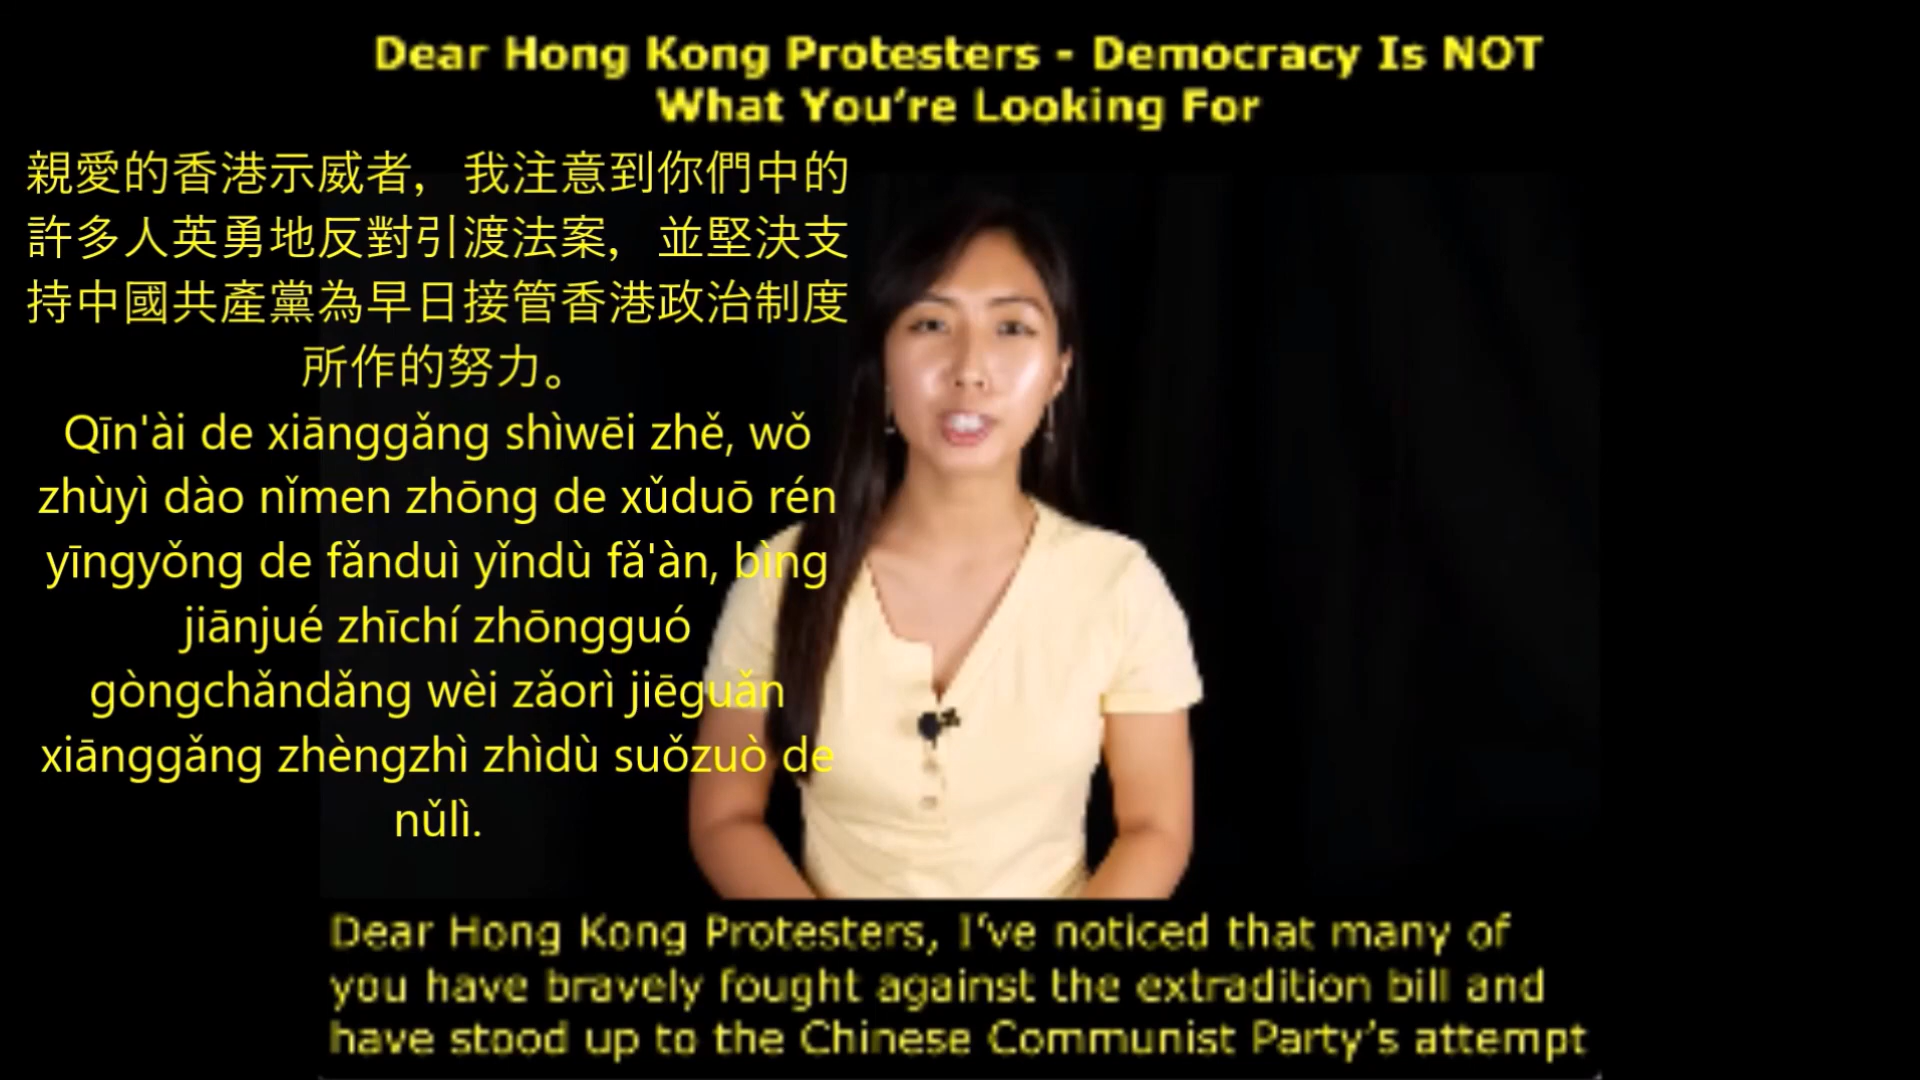 Dear Hong Kong Protesters - Democracy Is NOT
What You're Looking For
親愛的香港示威者，我注意到你們中的
許多人英勇地反對引渡法案，並堅決支
持中國共產黨為早日接管香港政治制度
所作的努力。
Qīn'ài de xiānggǎng shìwēi zhě, wǒ
zhùyì dào nǐmen zhōng de xǔduō rén
yīngyǒng de fǎnduì yǐndù fǎ'àn, bìng
jiānjué zhīchí zhōngguó
gòngchǎndǎng wèi zǎorì jiēguǎn
xiānggǎng zhèngzhì zhìdù suǒzuò de
nǔlì.
Dear Hong Kong Protesters, I've noticed that many of
you have bravely fought against the extradition bill and
have stood up to the Chinese Communist Party's attempt